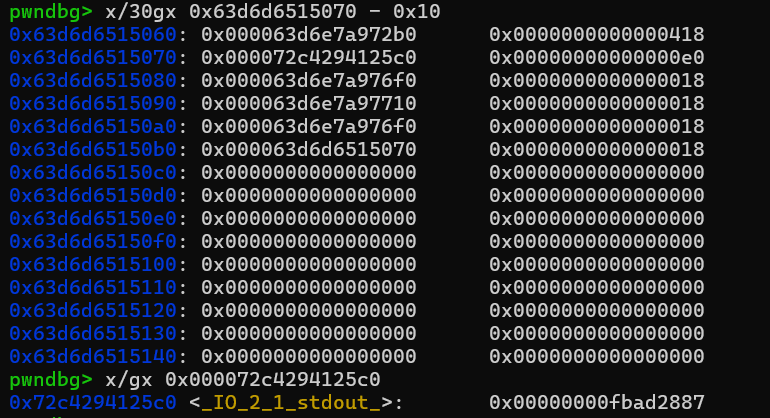 pwndbg> x/30gx 0x63d6d6515070 - 0x10
0x63d6d6515060: 0x000063d6e7a972b0 0x0000000000000418
0x63d6d6515070: 0x000072c4294125c0 0x00000000000000e0
0x63d6d6515080: 0x000063d6e7a976f0 0x0000000000000018
0x63d6d6515090: 0x000063d6e7a97710 0x0000000000000018
0x63d6d65150a0: 0x000063d6e7a976f0 0x0000000000000018
0x63d6d65150b0: 0x000063d6d6515070 0x0000000000000018
0x63d6d65150c0: 0x0000000000000000 0x0000000000000000
0x63d6d65150d0: 0x0000000000000000 0x0000000000000000
0x63d6d65150e0: 0x0000000000000000 0x0000000000000000
0x63d6d65150f0: 0x0000000000000000 0x0000000000000000
0x63d6d6515100: 0x0000000000000000 0x0000000000000000
0x63d6d6515110: 0x0000000000000000 0x0000000000000000
0x63d6d6515120: 0x0000000000000000 0x0000000000000000
0x63d6d6515130: 0x0000000000000000 0x0000000000000000
0x63d6d6515140: 0x0000000000000000 0x0000000000000000
pwndbg> x/gx 0x000072c4294125c0
0x72c4294125c0 <_IO_2_1_stdout_>: 0x00000000fbad2887